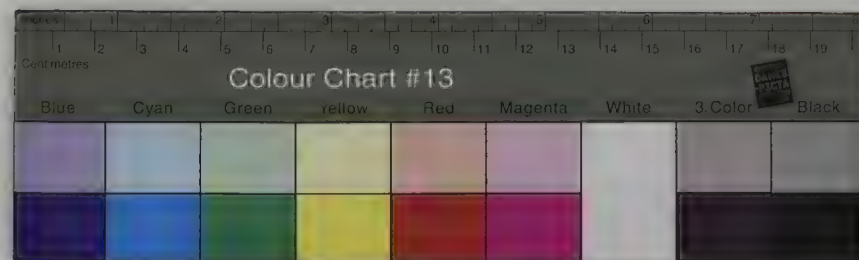 Inches 1 2 3 4 5 6 7
1 2 3 4 5 6 7 8 9 10 11 12 13 14 15 16 17 18 19
Centimetres
Colour Chart #13
DANES PICTA
Blue Cyan Green Yellow Red Magenta White 3.Color Black